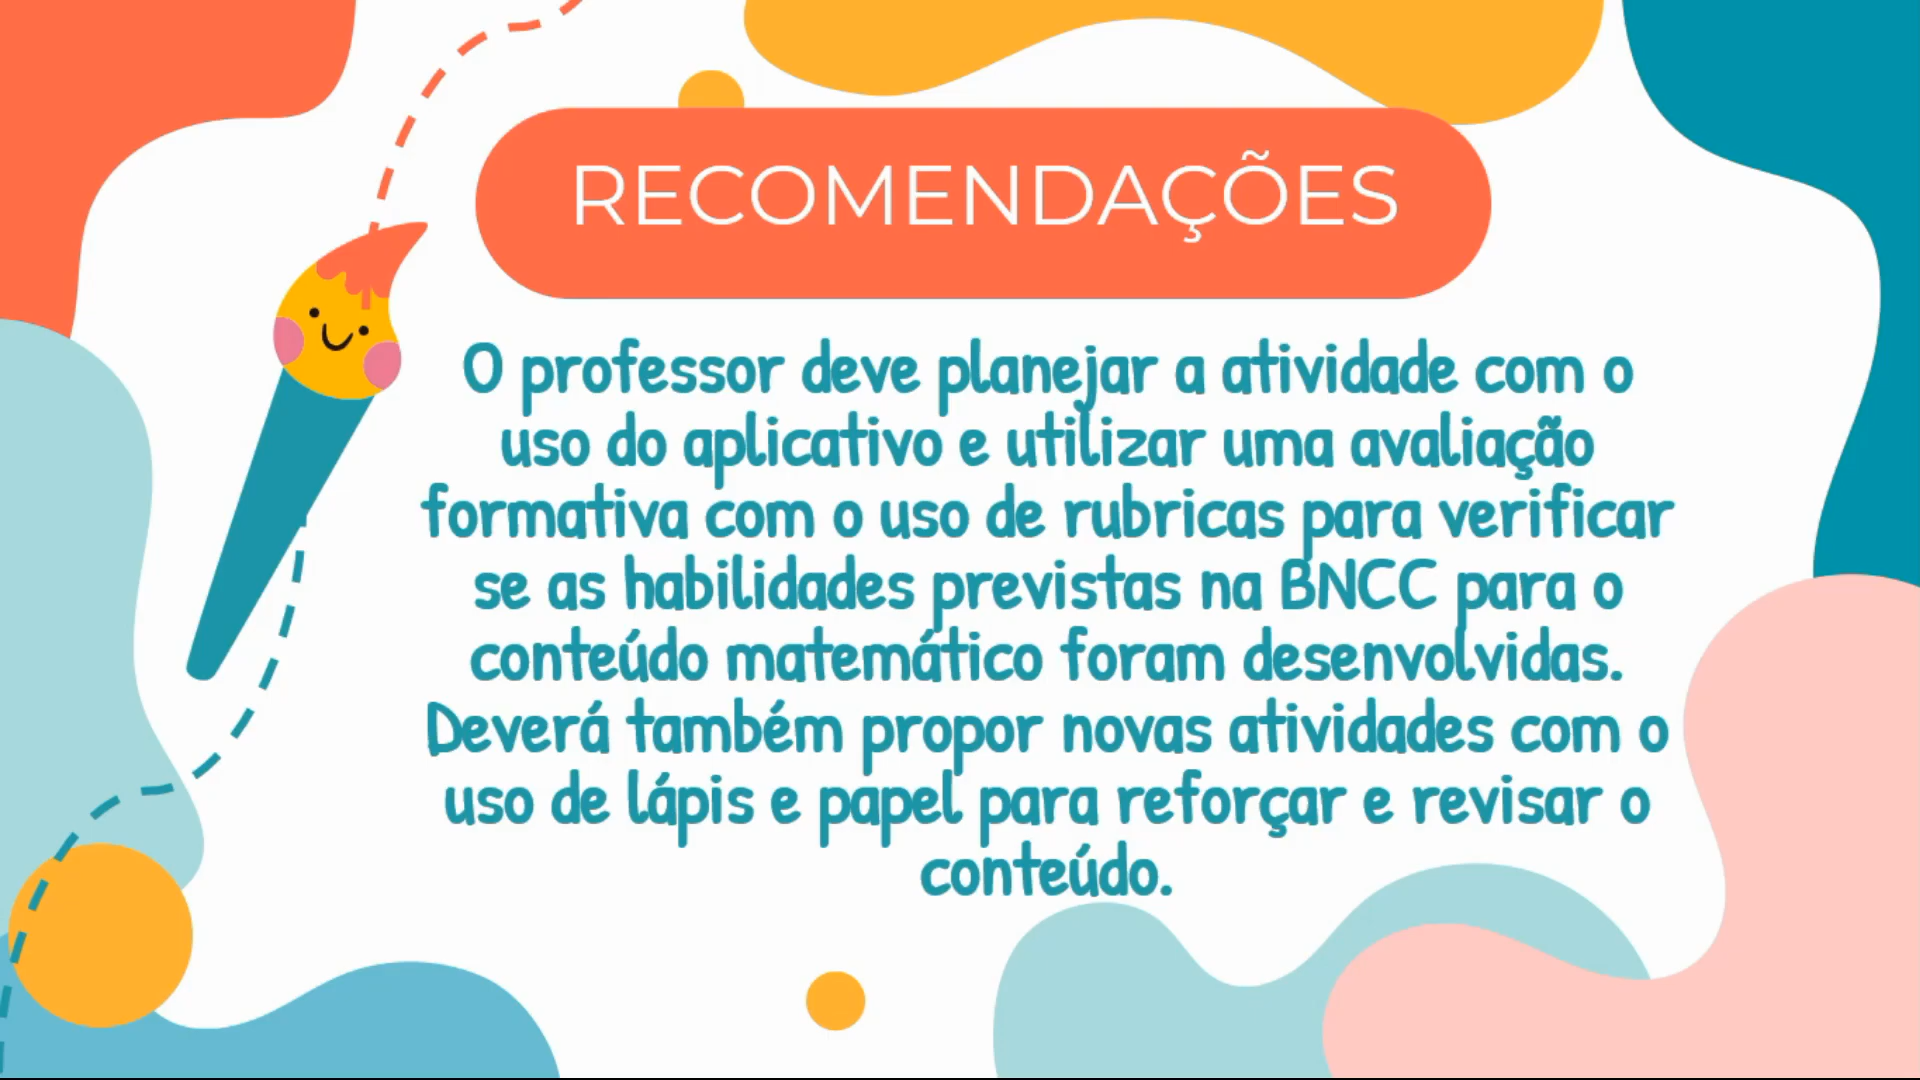 RECOMENDAÇÕES
O professor deve planejar a atividade com o
uso do aplicativo e utilizar uma avaliação
formativa com o uso de rubricas para verificar
se as habilidades previstas na BNCC para o
conteúdo matemático foram desenvolvidas.
Deverá também propor novas atividades com o
uso de lápis e papel para reforçar e revisar o
conteúdo.